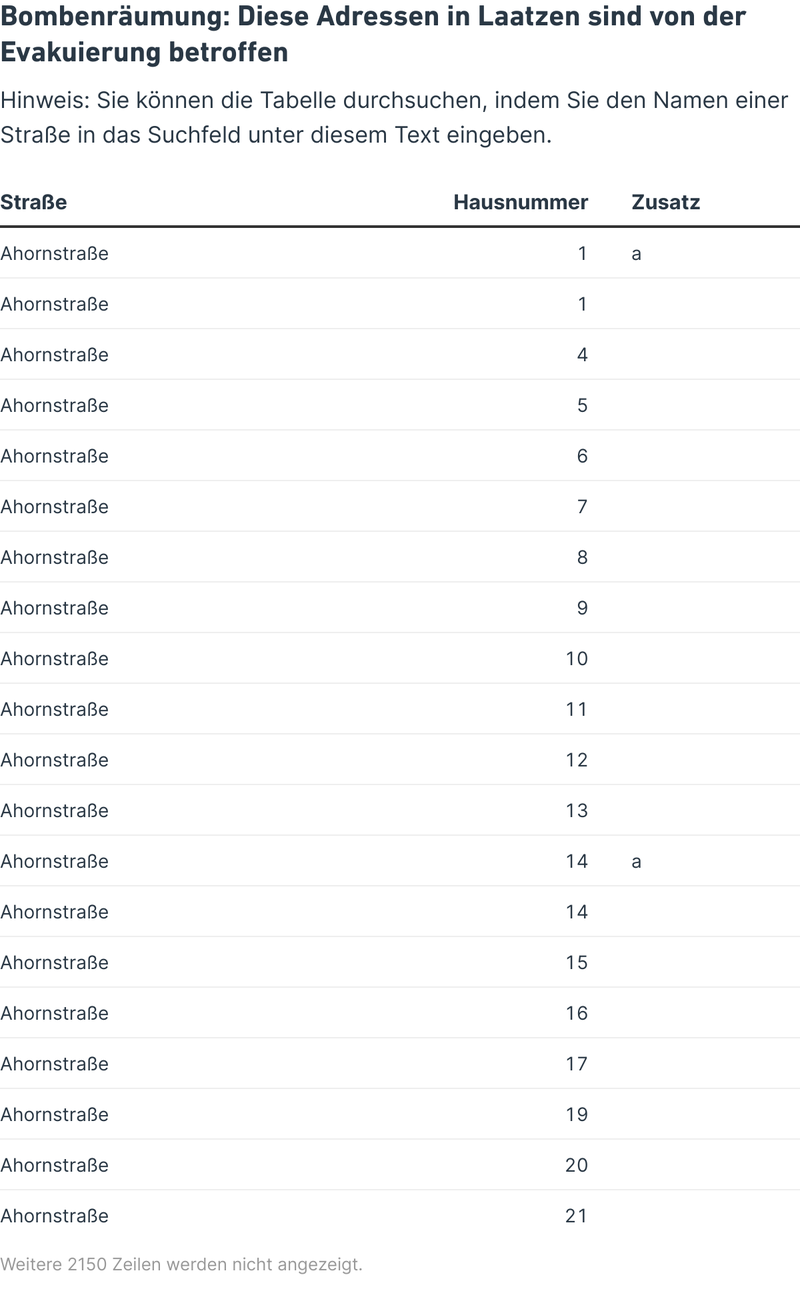 Bombenräumung: Diese Adressen in Laatzen sind von der
Evakuierung betroffen
Hinweis: Sie können die Tabelle durchsuchen, indem Sie den Namen einer
Straße in das Suchfeld unter diesem Text eingeben.
Straße Hausnummer Zusatz
Ahornstraße 1 a
Ahornstraße 1
Ahornstraße 4
Ahornstraße 5
Ahornstraße 6
Ahornstraße 7
Ahornstraße 8
Ahornstraße 9
Ahornstraße 10
Ahornstraße 11
Ahornstraße 12
Ahornstraße 13
Ahornstraße 14 a
Ahornstraße 14
Ahornstraße 15
Ahornstraße 16
Ahornstraße 17
Ahornstraße 19
Ahornstraße 20
Ahornstraße 21
Weitere 2150 Zeilen werden nicht angezeigt.